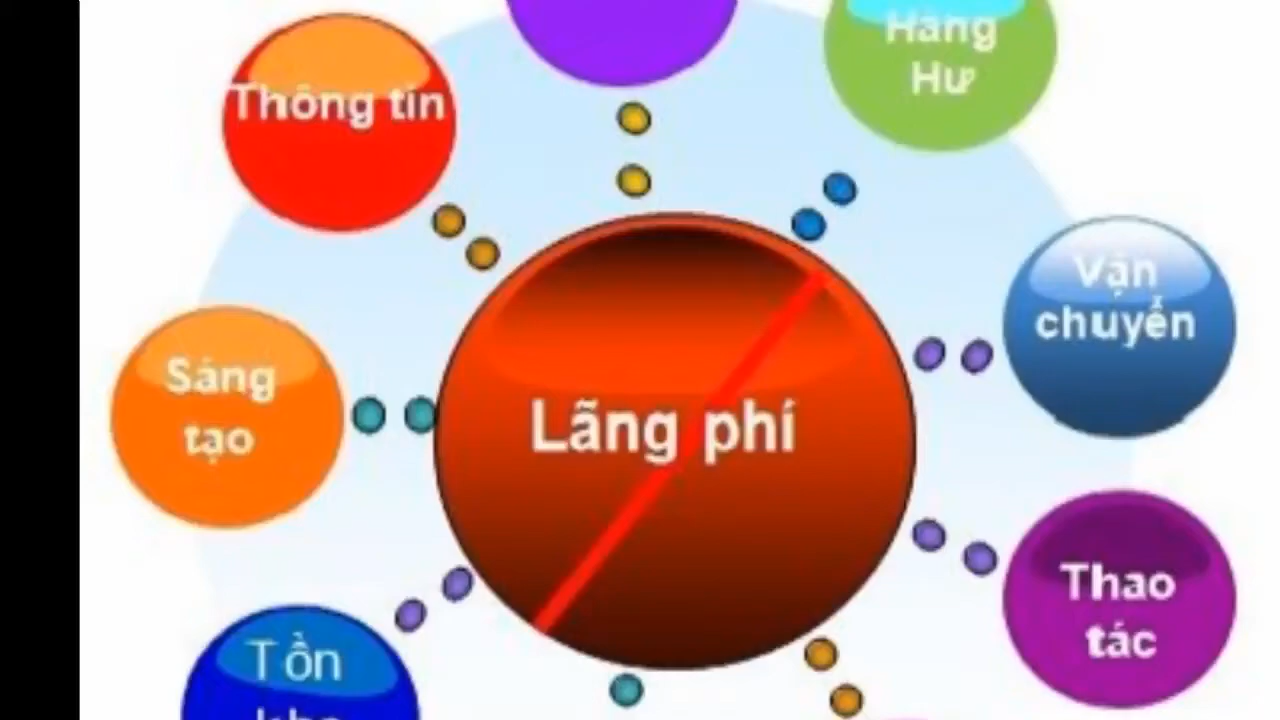 Hàng
Hư
Thông tin
Vận
chuyển
Sáng
tạo
Lãng phí
Thao
tác
Tồn